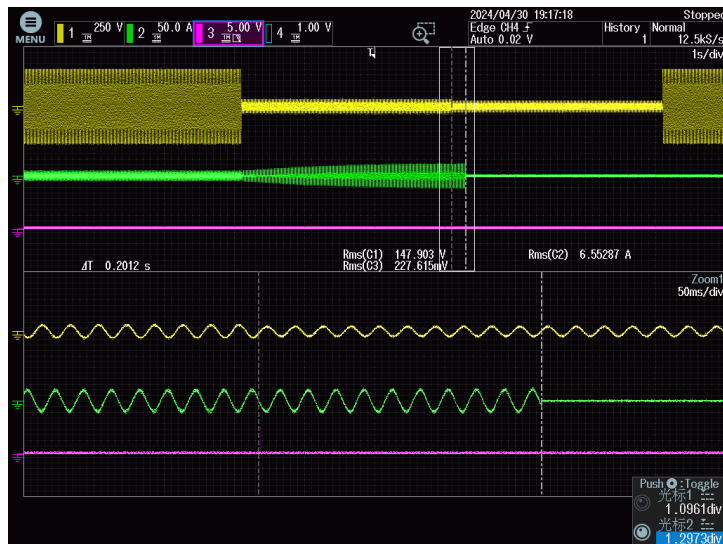 2024/04/30 19:17:18 Stopped
MENU 1 250 V 2 50.0 A 3 5.00 V 4 1.00 V Edge CH4 History Normal
Auto 0.02 V 1 12.5kS/s
1s/div
Rms(C1) 147.903 V Rms(C2) 6.55287 A
ΔT 0.2012 s Rms(C3) 227.615mV
Zoom1
50ms/div
Push :Toggle
光标1
1.0961div
光标2
1.2973div